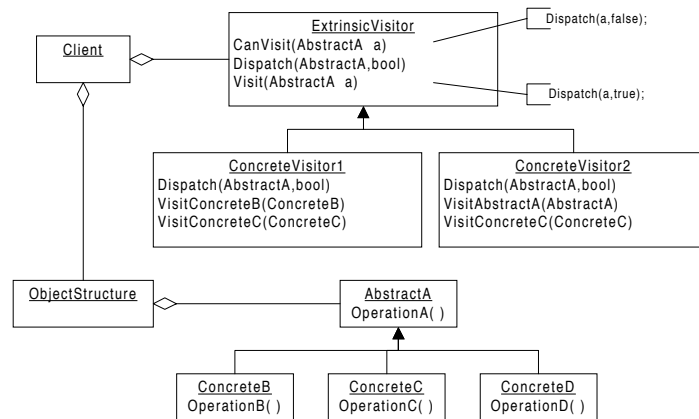 ExtrinsicVisitor
CanVisit(AbstractA a)
Dispatch(AbstractA,bool)
Visit(AbstractA a)
Dispatch(a,false);
Dispatch(a,true);
Client
ConcreteVisitor1
Dispatch(AbstractA,bool)
VisitConcreteB(ConcreteB)
VisitConcreteC(ConcreteC)
ConcreteVisitor2
Dispatch(AbstractA,bool)
VisitAbstractA(AbstractA)
VisitConcreteC(ConcreteC)
ObjectStructure
AbstractA
OperationA( )
ConcreteB
OperationB( )
ConcreteC
OperationC( )
ConcreteD
OperationD( )